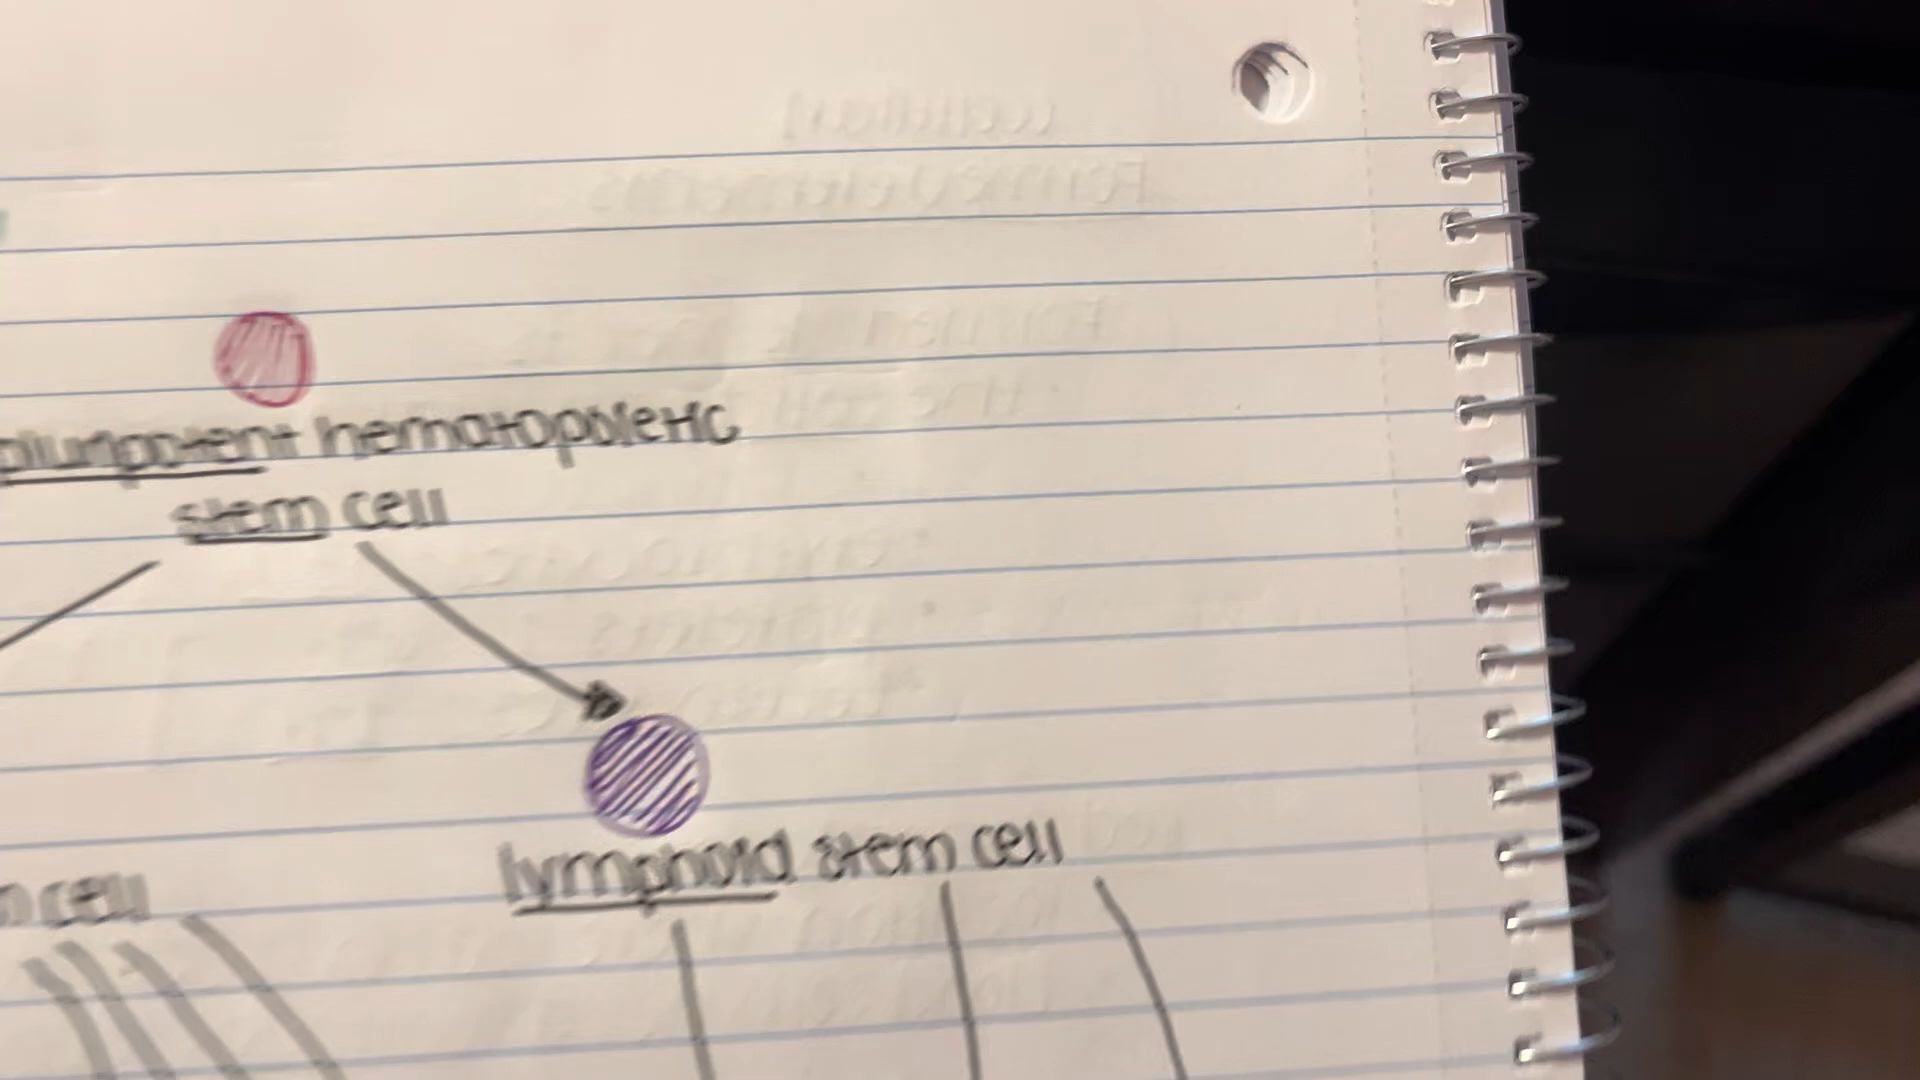 pluripotent hematopoietic
stem cell
lymphoid stem cell
cell